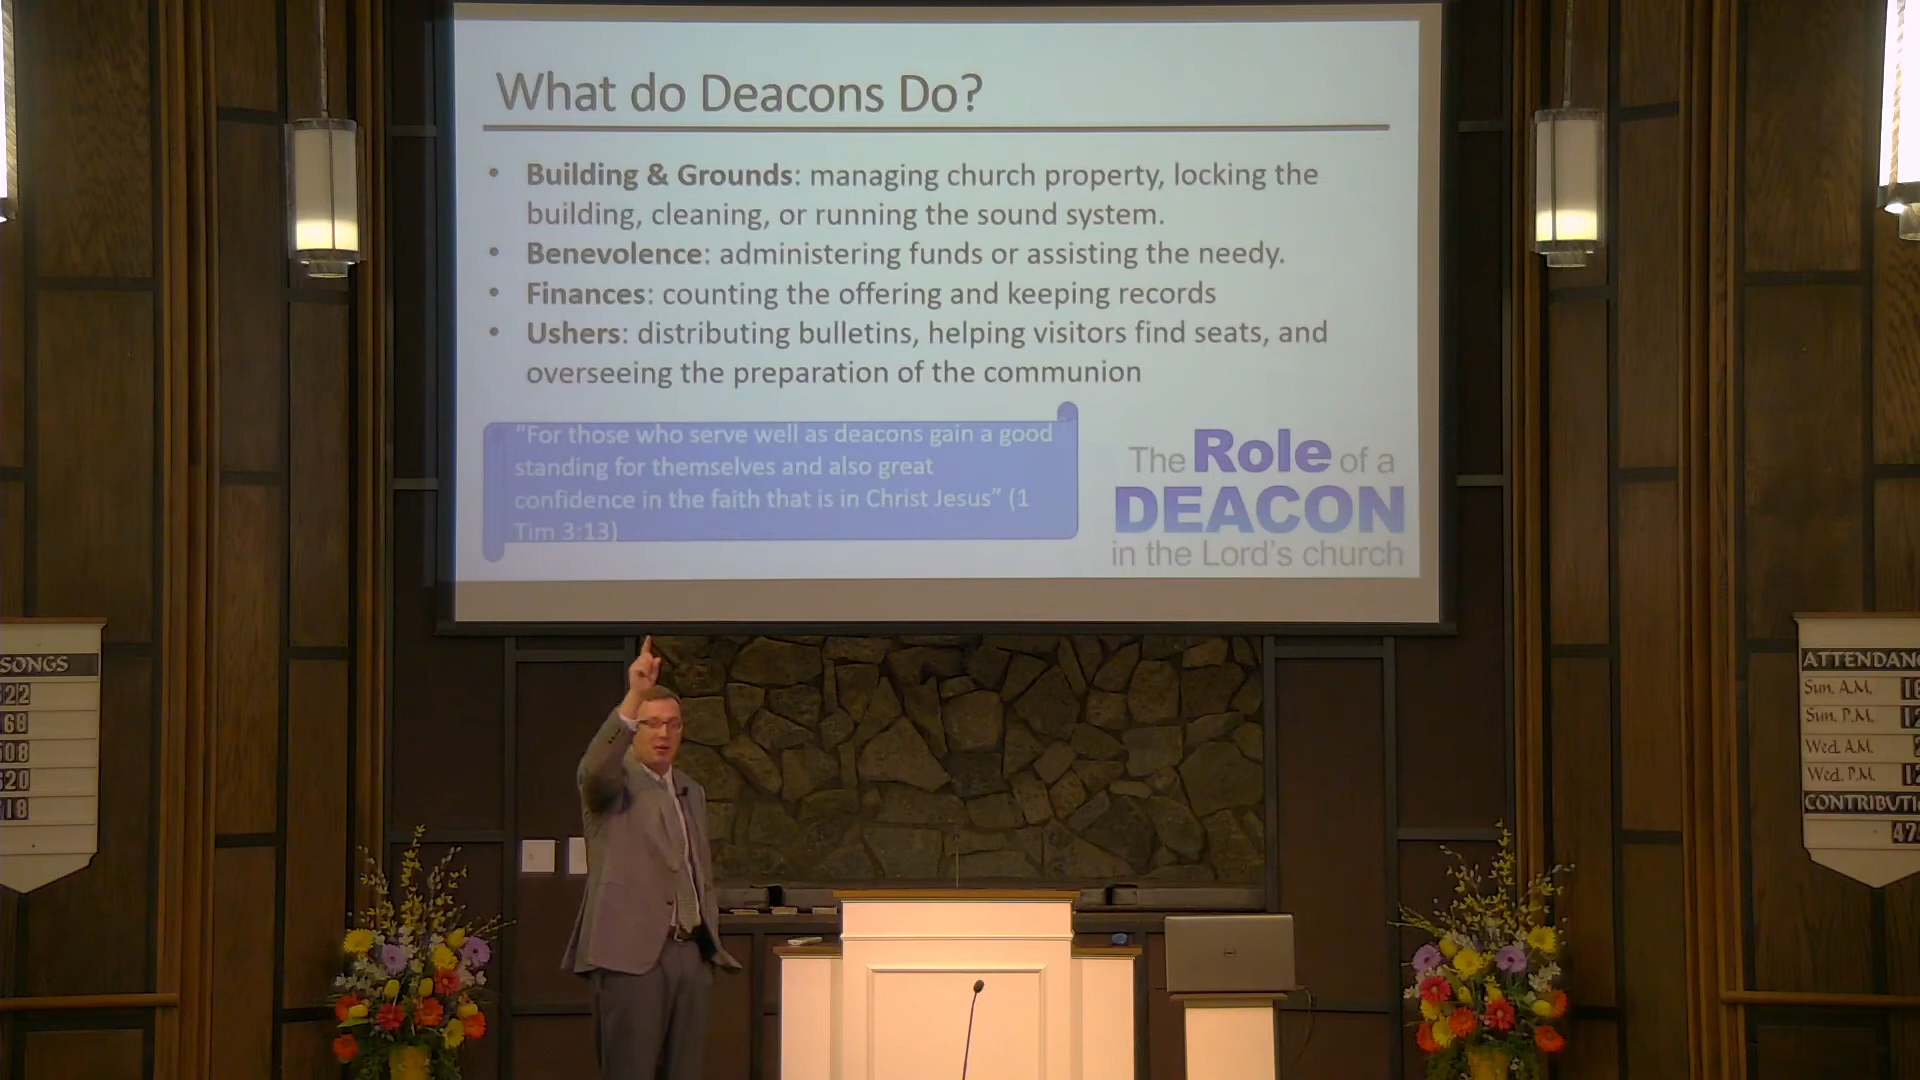 What do Deacons Do?
• Building & Grounds: managing church property, locking the
building, cleaning, or running the sound system.
• Benevolence: administering funds or assisting the needy.
• Finances: counting the offering and keeping records
• Ushers: distributing bulletins, helping visitors find seats, and
overseeing the preparation of the communion
"For those who serve well as deacons gain a good
standing for themselves and also great
confidence in the faith that is in Christ Jesus" (1
Tim 3:13)
The Role of a
DEACON
in the Lord's church
SONGS
22
68
08
20
18
Sun. A.M.
Sun. P.M.
Wed. A.M.
Wed. P.M.